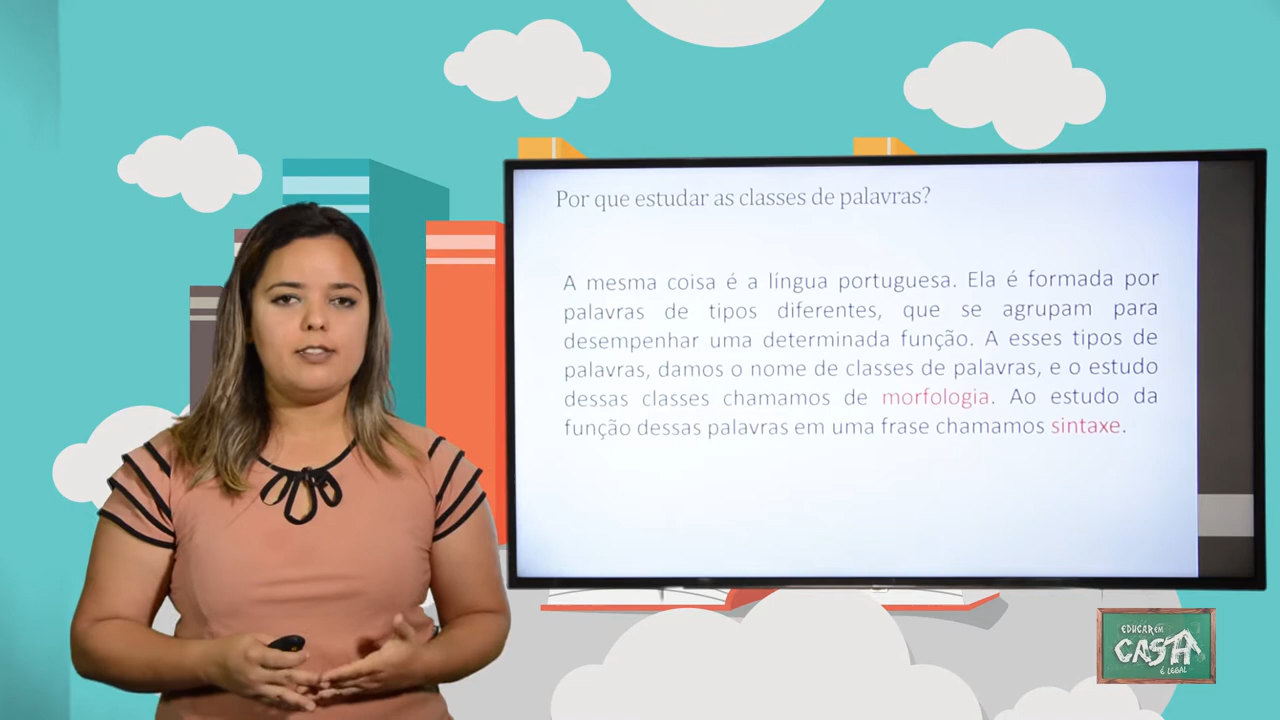 Por que estudar as classes de palavras?
A mesma coisa é a língua portuguesa. Ela é formada por
palavras de tipos diferentes, que se agrupam para
desempenhar uma determinada função. A esses tipos de
palavras, damos o nome de classes de palavras, e o estudo
dessas classes chamamos de morfologia. Ao estudo da
função dessas palavras em uma frase chamamos sintaxe.
EDUCAR EM
CASA
É LEGAL